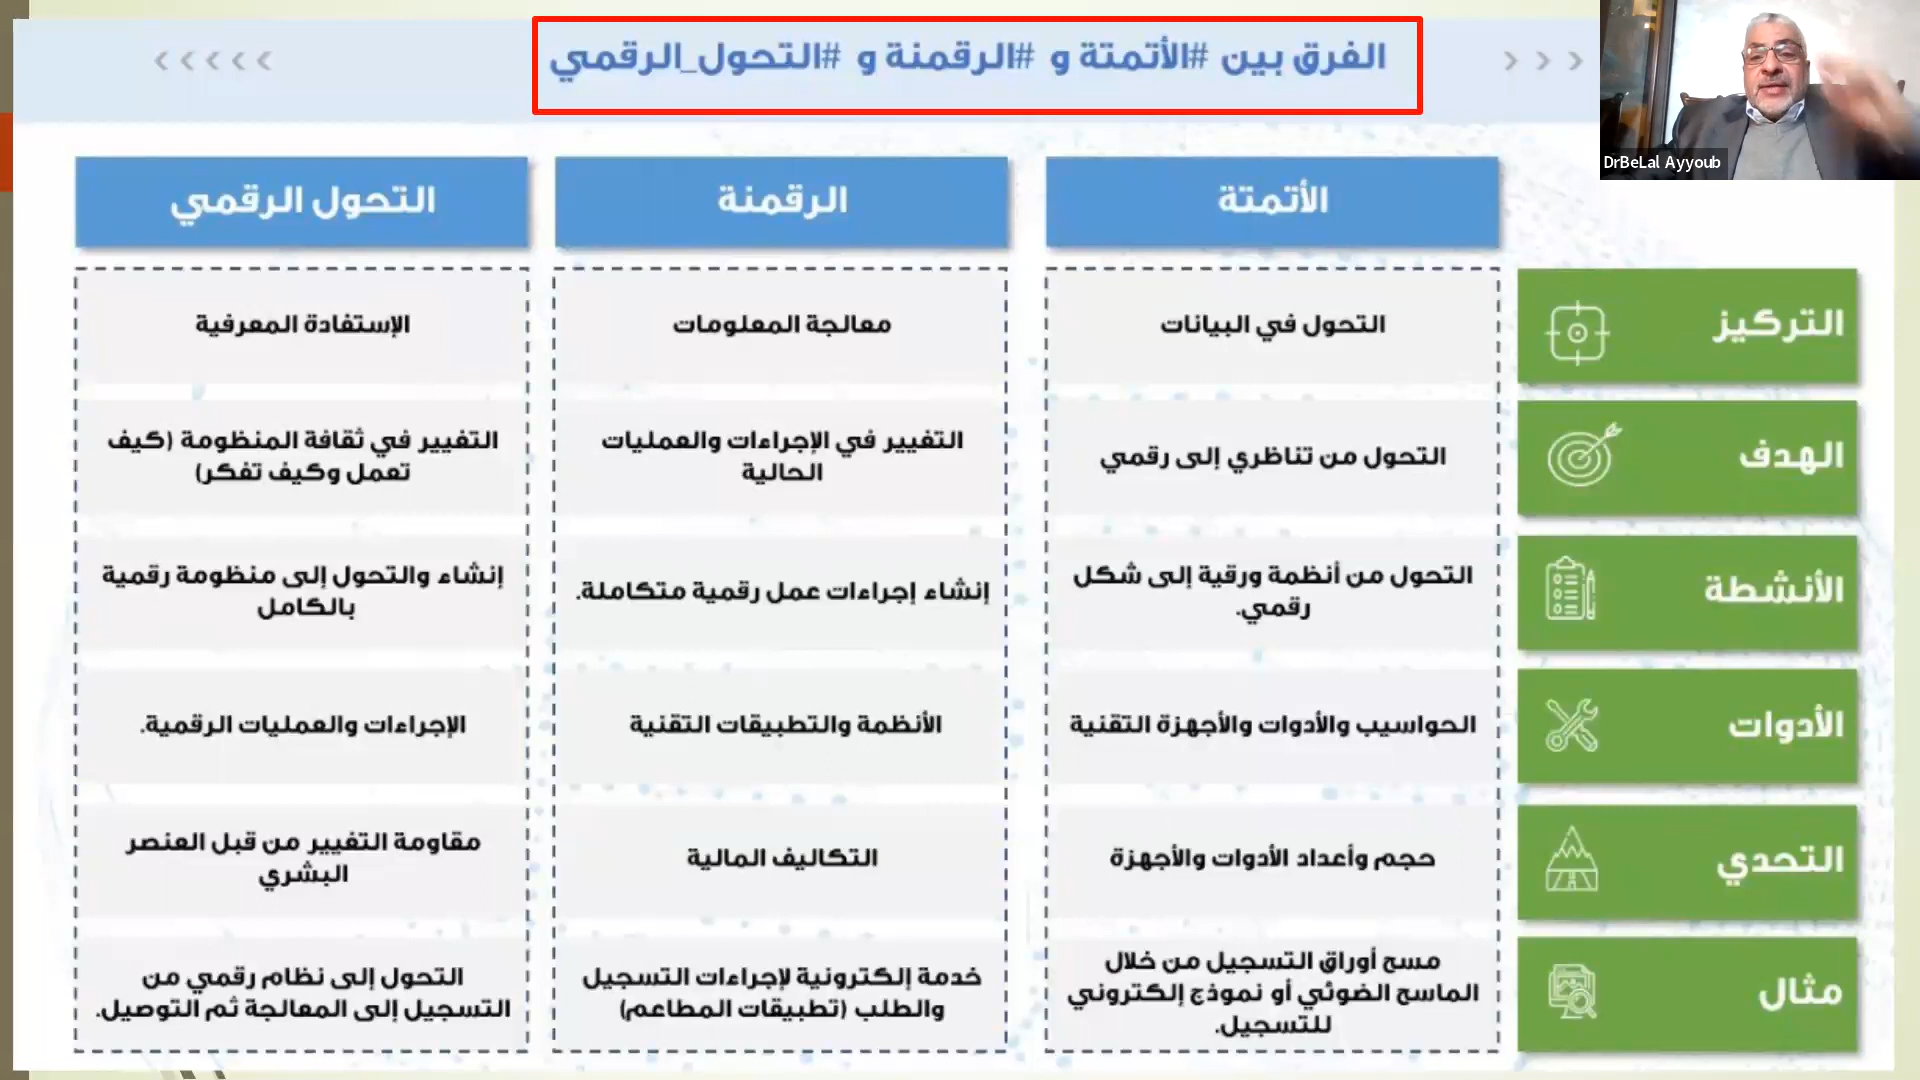 الفرق بين #الأتمتة و #الرقمنة و #التحول_الرقمي
DrBeLal Ayyoub
الأتمتة
الرقمنة
التحول الرقمي
التركيز
التحول في البيانات
معالجة المعلومات
الإستفادة المعرفية
الهدف
التحول من تناظري إلى رقمي
التغيير في الإجراءات والعمليات
الحالية
التغيير في ثقافة المنظومة (كيف
تعمل وكيف تفكر)
الأنشطة
التحول من أنظمة ورقية إلى شكل
رقمي.
إنشاء إجراءات عمل رقمية متكاملة.
إنشاء والتحول إلى منظومة رقمية
بالكامل
الأدوات
الحواسيب والأدوات والأجهزة التقنية
الأنظمة والتطبيقات التقنية
الإجراءات والعمليات الرقمية.
التحدي
حجم وأعداد الأدوات والأجهزة
التكاليف المالية
مقاومة التغيير من قبل العنصر
البشري
مثال
مسح أوراق التسجيل من خلال
الماسح الضوئي أو نموذج إلكتروني
للتسجيل.
خدمة إلكترونية لإجراءات التسجيل
والطلب (تطبيقات المطاعم)
التحول إلى نظام رقمي من
التسجيل إلى المعالجة ثم التوصيل.